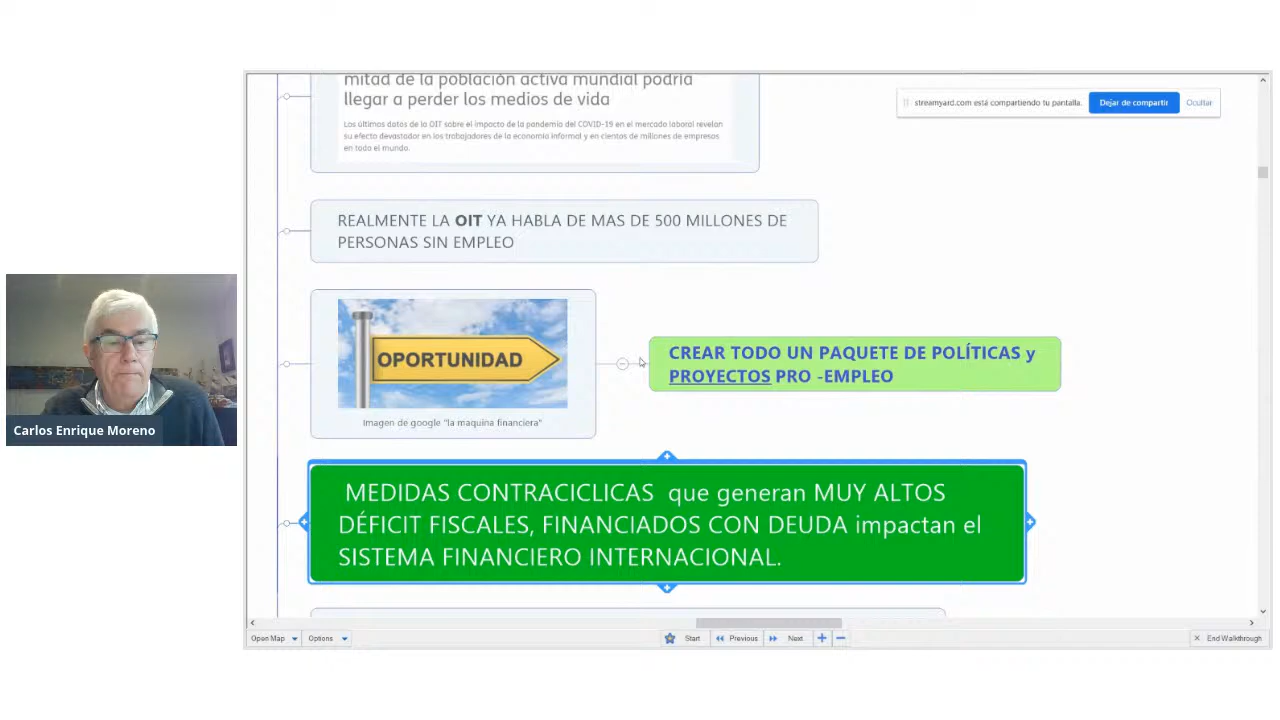 mitad de la población activa mundial podría
llegar a perder los medios de vida
Los últimos datos de la OIT sobre el impacto de la pandemia del COVID-19 en el mercado laboral revelan
su efecto devastador en los trabajadores de la economía informal y en cientos de millones de empresas
en todo el mundo.
streamyard.com está compartiendo tu pantalla.
Dejar de compartir
Ocultar
REALMENTE LA OIT YA HABLA DE MAS DE 500 MILLONES DE
PERSONAS SIN EMPLEO
OPORTUNIDAD
Imagen de google "la maquina financiera"
CREAR TODO UN PAQUETE DE POLÍTICAS y
PROYECTOS PRO -EMPLEO
Carlos Enrique Moreno
MEDIDAS CONTRACICLICAS que generan MUY ALTOS
DÉFICIT FISCALES, FINANCIADOS CON DEUDA impactan el
SISTEMA FINANCIERO INTERNACIONAL.
Open Map
Options
Start
Previous
Next
End Walkthrough